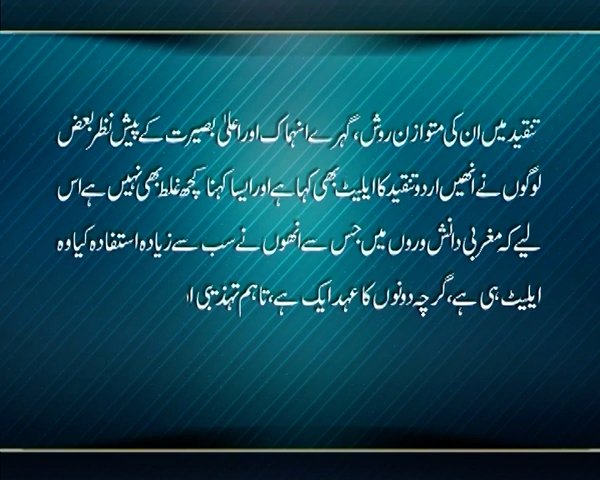 تنقید میں ان کی متوازن روش، گہرے انہماک اور اعلیٰ بصیرت کے پیش نظر بعض
لوگوں نے انھیں اردو تنقید کا ایلیٹ بھی کہا ہے اور ایسا کہنا کچھ غلط بھی نہیں ہے اس
لیے کہ مغربی دانش وروں میں جس سے انھوں نے سب سے زیادہ استفادہ کیا وہ
ایلیٹ ہی ہے، گرچہ دونوں کا عہد ایک ہے، تاہم تہذیبی ا